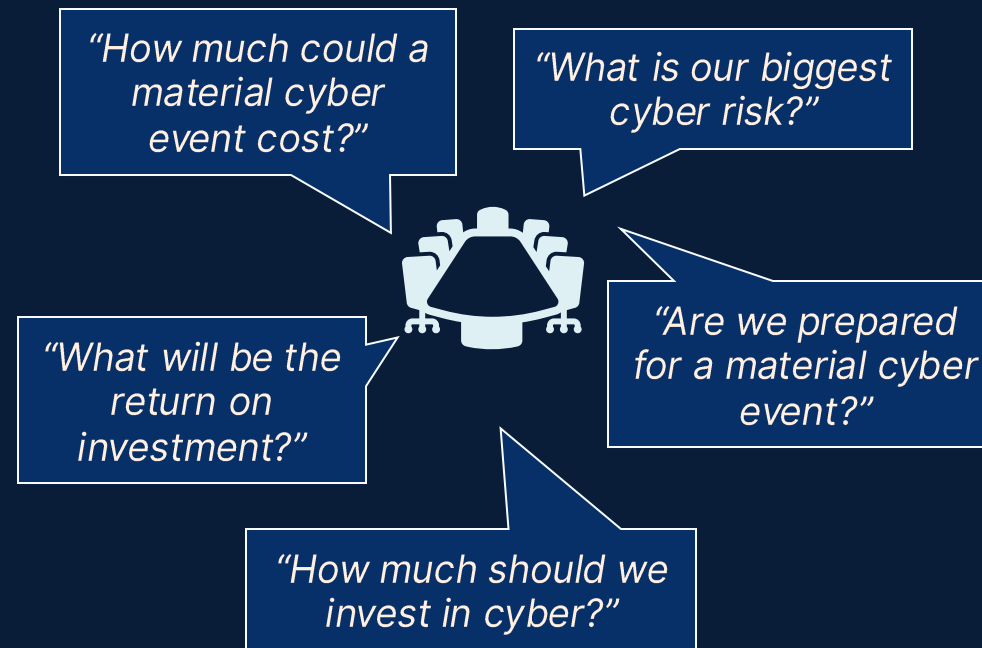 “How much could a
material cyber
event cost?”
“What is our biggest
cyber risk?”
“Are we prepared
for a material cyber
event?”
“What will be the
return on
investment?”
“How much should we
invest in cyber?”